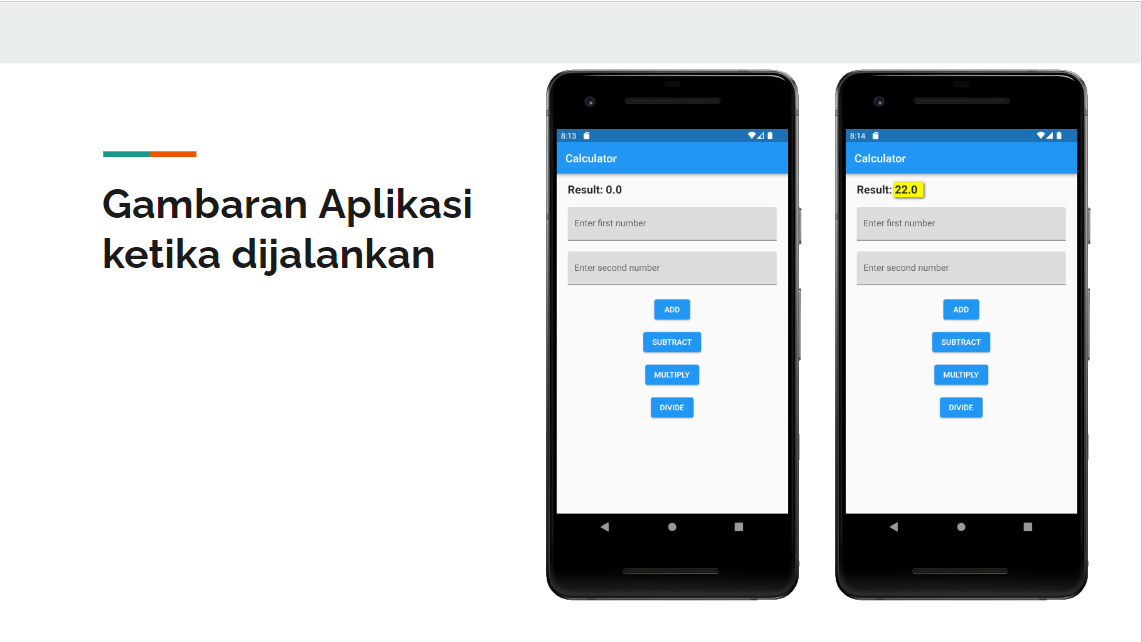 Gambaran Aplikasi
ketika dijalankan
8:13
Calculator
Result: 0.0
Enter first number
Enter second number
ADD
SUBTRACT
MULTIPLY
DIVIDE
8:14
Calculator
Result: 22.0
Enter first number
Enter second number
ADD
SUBTRACT
MULTIPLY
DIVIDE